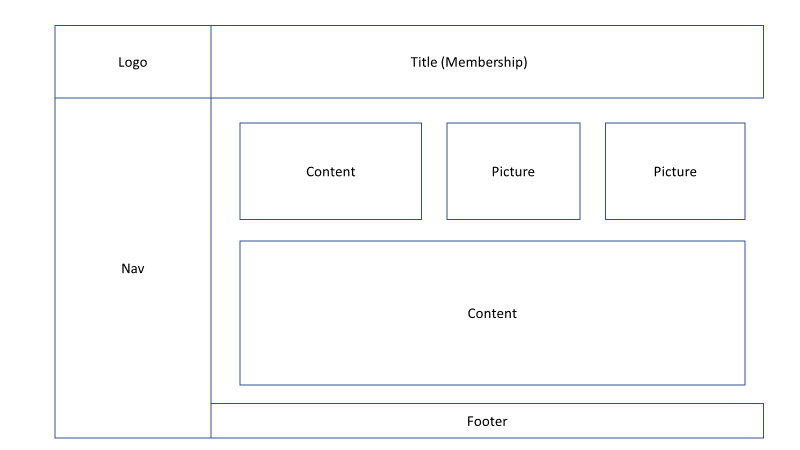 Logo
Title (Membership)
Content
Picture
Picture
Nav
Content
Footer